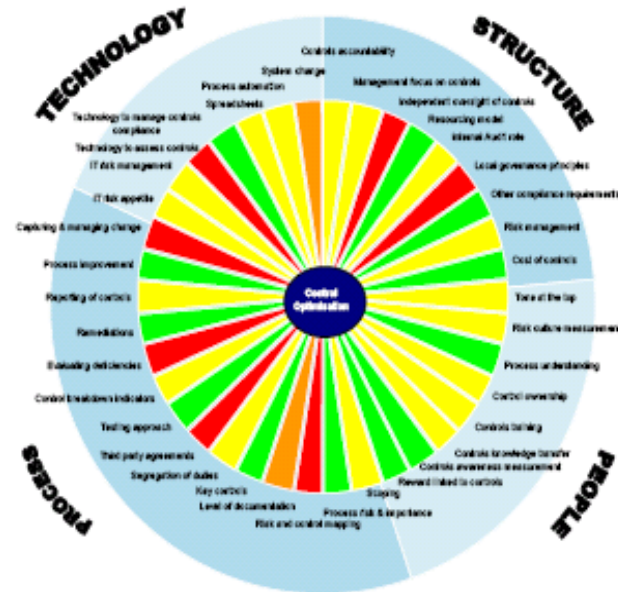 TECHNOLOGY
STRUCTURE
PEOPLE
PROCESS
Control
Optimisation
Controls accountability
Management focus on controls
Independent oversight of controls
Resourcing model
Internal Audit role
Local governance principles
Other compliance requirements
Risk management
Cost of controls
Tone at the top
Risk culture measurement
Process understanding
Control ownership
Controls training
Controls knowledge transfer
Controls awareness measurement
Reward linked to controls
Scoping
Process risk & importance
Risk and control mapping
Level of documentation
Key controls
Segregation of duties
Third party agreements
Testing approach
Control breakdown indicators
Evaluating deficiencies
Remediations
Reporting of controls
Process improvement
Capturing & managing change
IT risk appetite
IT risk management
Technology to assess controls
Technology to manage controls
compliance
Spreadsheets
Process automation
System change